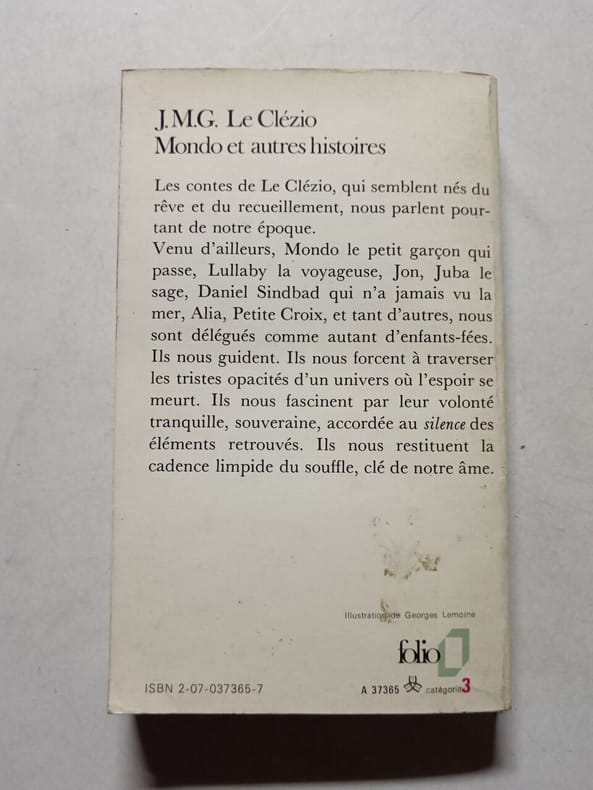 J.M.G. Le Clézio
Mondo et autres histoires
Les contes de Le Clézio, qui semblent nés du
rêve et du recueillement, nous parlent pour-
tant de notre époque.
Venu d'ailleurs, Mondo le petit garçon qui
passe, Lullaby la voyageuse, Jon, Juba le
sage, Daniel Sindbad qui n'a jamais vu la
mer, Alia, Petite Croix, et tant d'autres, nous
sont délégués comme autant d'enfants-fées.
Ils nous guident. Ils nous forcent à traverser
les tristes opacités d'un univers où l'espoir se
meurt. Ils nous fascinent par leur volonté
tranquille, souveraine, accordée au silence des
éléments retrouvés. Ils nous restituent la
cadence limpide du souffle, clé de notre âme.
Illustration de Georges Lemoine
folio
ISBN 2-07-037365-7
A 37365 catégorie 3